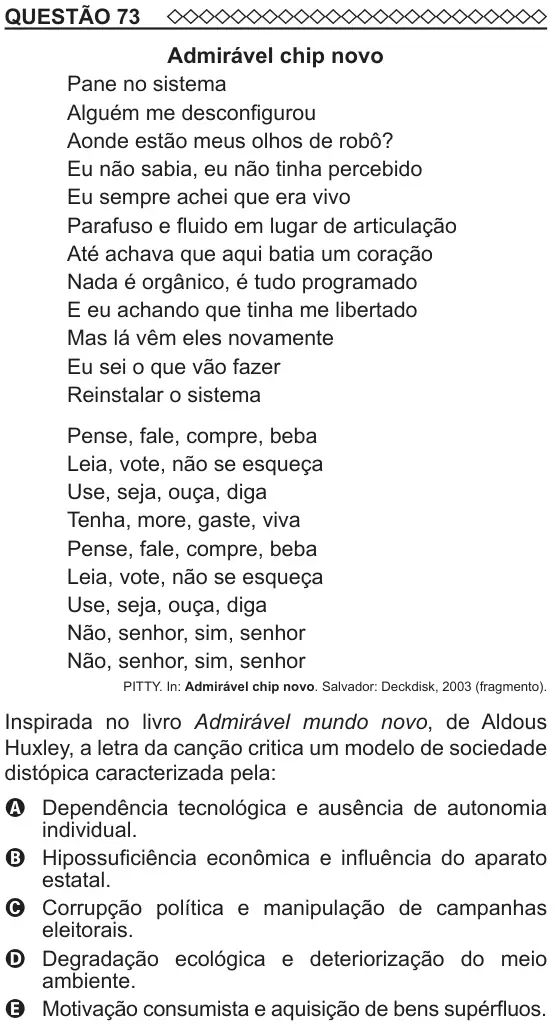 QUESTÃO 73
Admirável chip novo
Pane no sistema
Alguém me desconfigurou
Aonde estão meus olhos de robô?
Eu não sabia, eu não tinha percebido
Eu sempre achei que era vivo
Parafuso e fluido em lugar de articulação
Até achava que aqui batia um coração
Nada é orgânico, é tudo programado
E eu achando que tinha me libertado
Mas lá vêm eles novamente
Eu sei o que vão fazer
Reinstalar o sistema
Pense, fale, compre, beba
Leia, vote, não se esqueça
Use, seja, ouça, diga
Tenha, more, gaste, viva
Pense, fale, compre, beba
Leia, vote, não se esqueça
Use, seja, ouça, diga
Não, senhor, sim, senhor
Não, senhor, sim, senhor
PITTY. In: Admirável chip novo. Salvador: Deckdisk, 2003 (fragmento).
Inspirada no livro Admirável mundo novo, de Aldous
Huxley, a letra da canção critica um modelo de sociedade
distópica caracterizada pela:
A Dependência tecnológica e ausência de autonomia
individual.
B Hipossuficiência econômica e influência do aparato
estatal.
C Corrupção política e manipulação de campanhas
eleitorais.
D Degradação ecológica e deteriorização do meio
ambiente.
E Motivação consumista e aquisição de bens supérfluos.